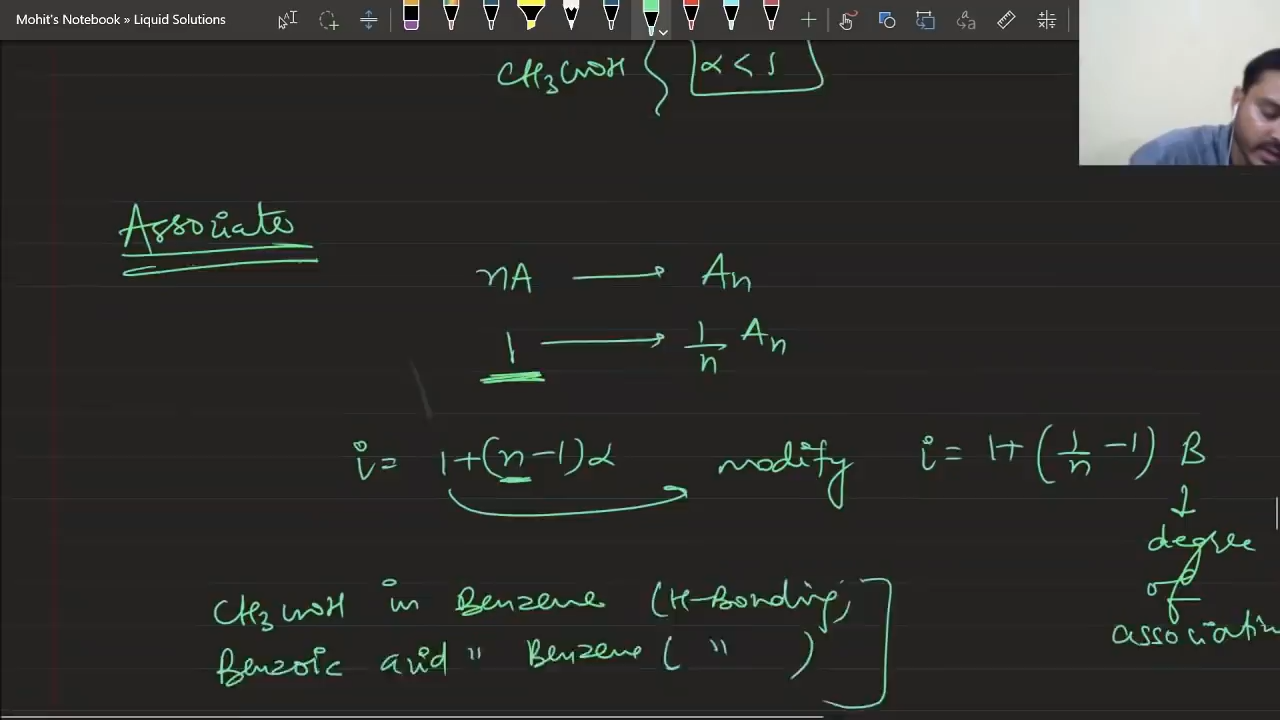 Mohit's Notebook » Liquid Solutions
CH₃COOH { α < 1
Associate
nA → Aₙ
1 → 1/n Aₙ
i = 1+(n-1)α modify i = 1+(1/n -1) B
↓
degree
of
association
CH₃COOH in Benzene (H-Bonding)
Benzoic acid " Benzene ( " )